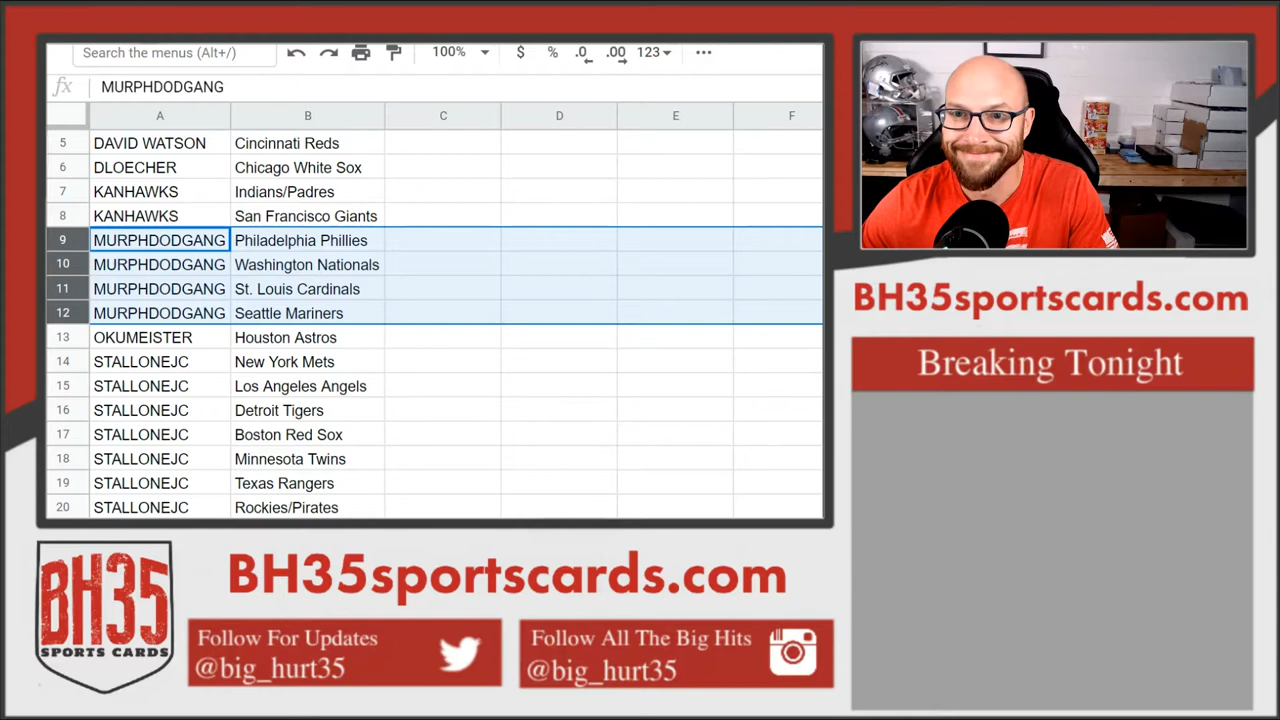 Search the menus (Alt+/)
100%
$
%
.0
.00
123
MURPHDODGANG
A B C D E F
5 DAVID WATSON Cincinnati Reds
6 DLOECHER Chicago White Sox
7 KANHAWKS Indians/Padres
8 KANHAWKS San Francisco Giants
9 MURPHDODGANG Philadelphia Phillies
10 MURPHDODGANG Washington Nationals
11 MURPHDODGANG St. Louis Cardinals
12 MURPHDODGANG Seattle Mariners
13 OKUMEISTER Houston Astros
14 STALLONEJC New York Mets
15 STALLONEJC Los Angeles Angels
16 STALLONEJC Detroit Tigers
17 STALLONEJC Boston Red Sox
18 STALLONEJC Minnesota Twins
19 STALLONEJC Texas Rangers
20 STALLONEJC Rockies/Pirates
BH35sportscards.com
Breaking Tonight
BH35
SPORTS CARDS
BH35sportscards.com
Follow For Updates
@big_hurt35
Follow All The Big Hits
@big_hurt35